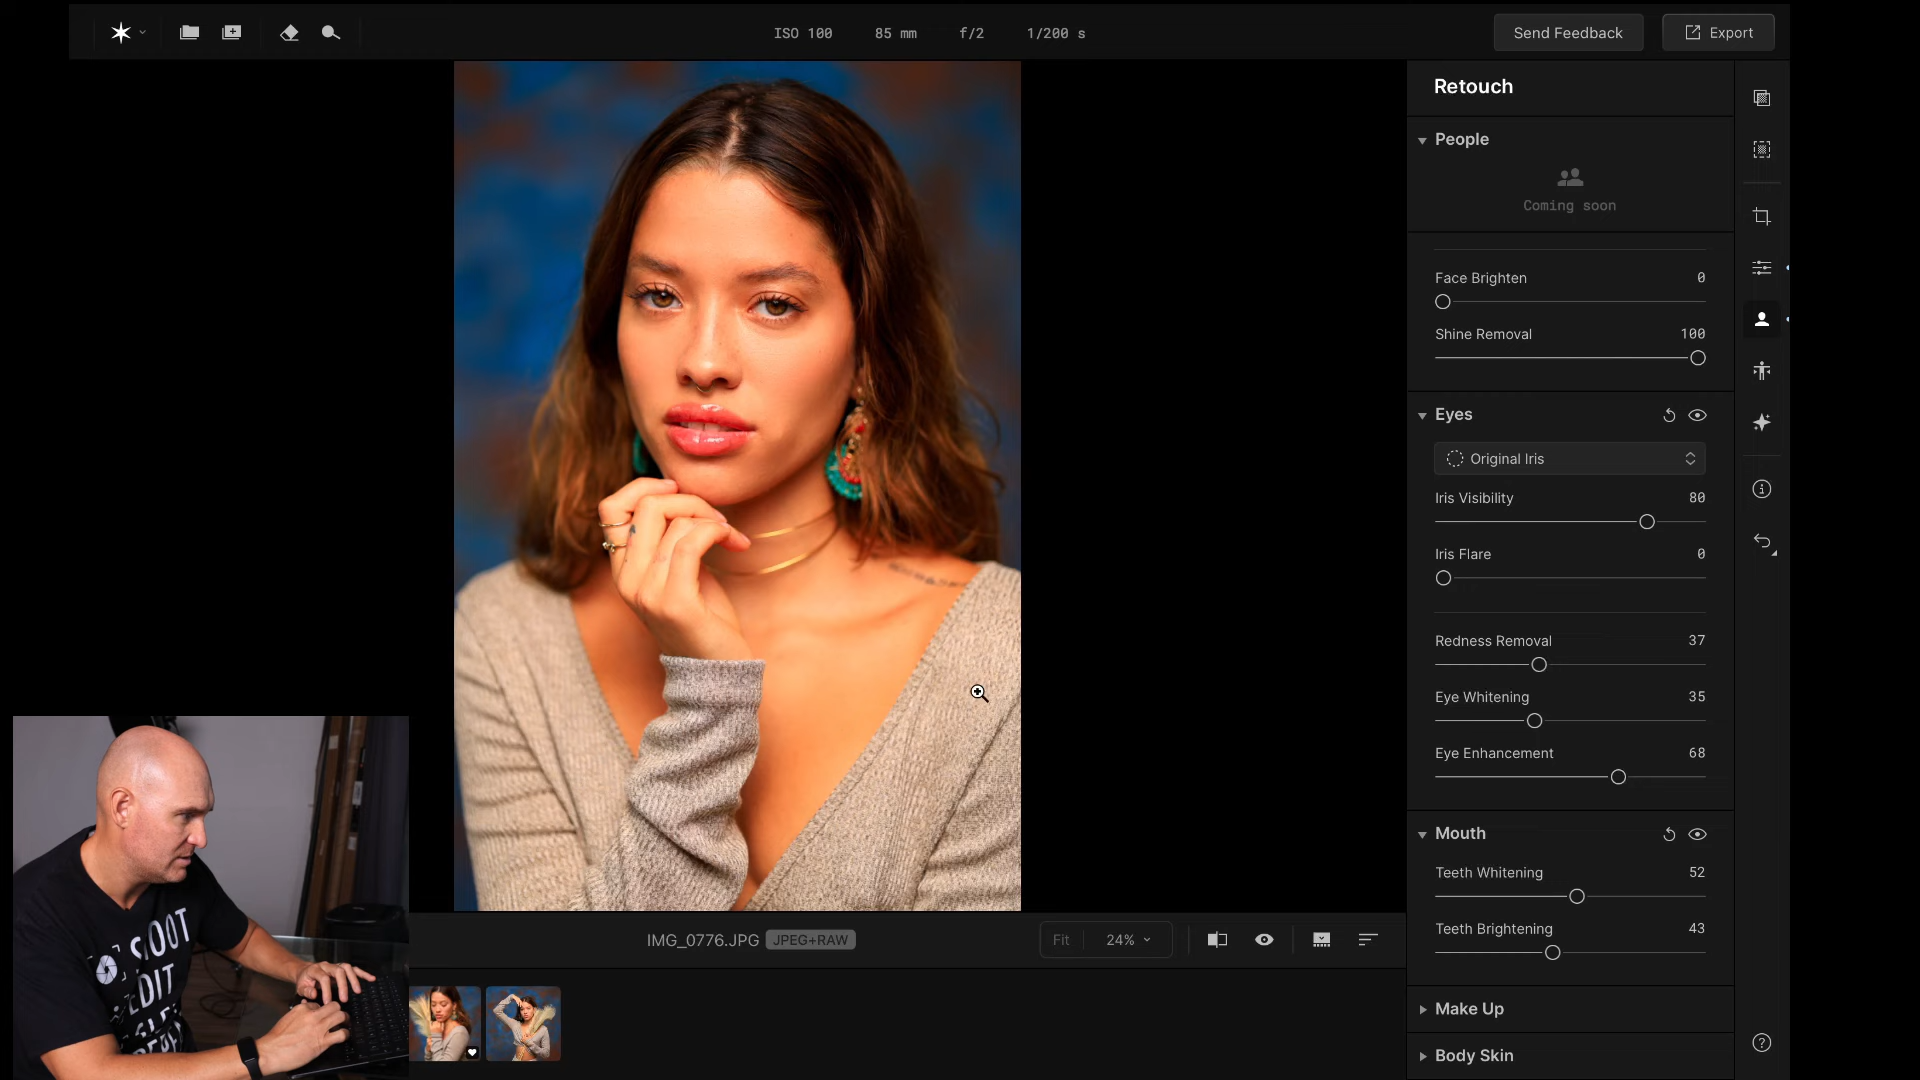 ISO 100 85 mm f/2 1/200 s
Send Feedback
Export
Retouch
People
Coming soon
Face Brighten 0
Shine Removal 100
Eyes
Original Iris
Iris Visibility 80
Iris Flare 0
Redness Removal 37
Eye Whitening 35
Eye Enhancement 68
Mouth
Teeth Whitening 52
Teeth Brightening 43
Make Up
Body Skin
IMG_0776.JPG JPEG+RAW
Fit 24%
EDIT